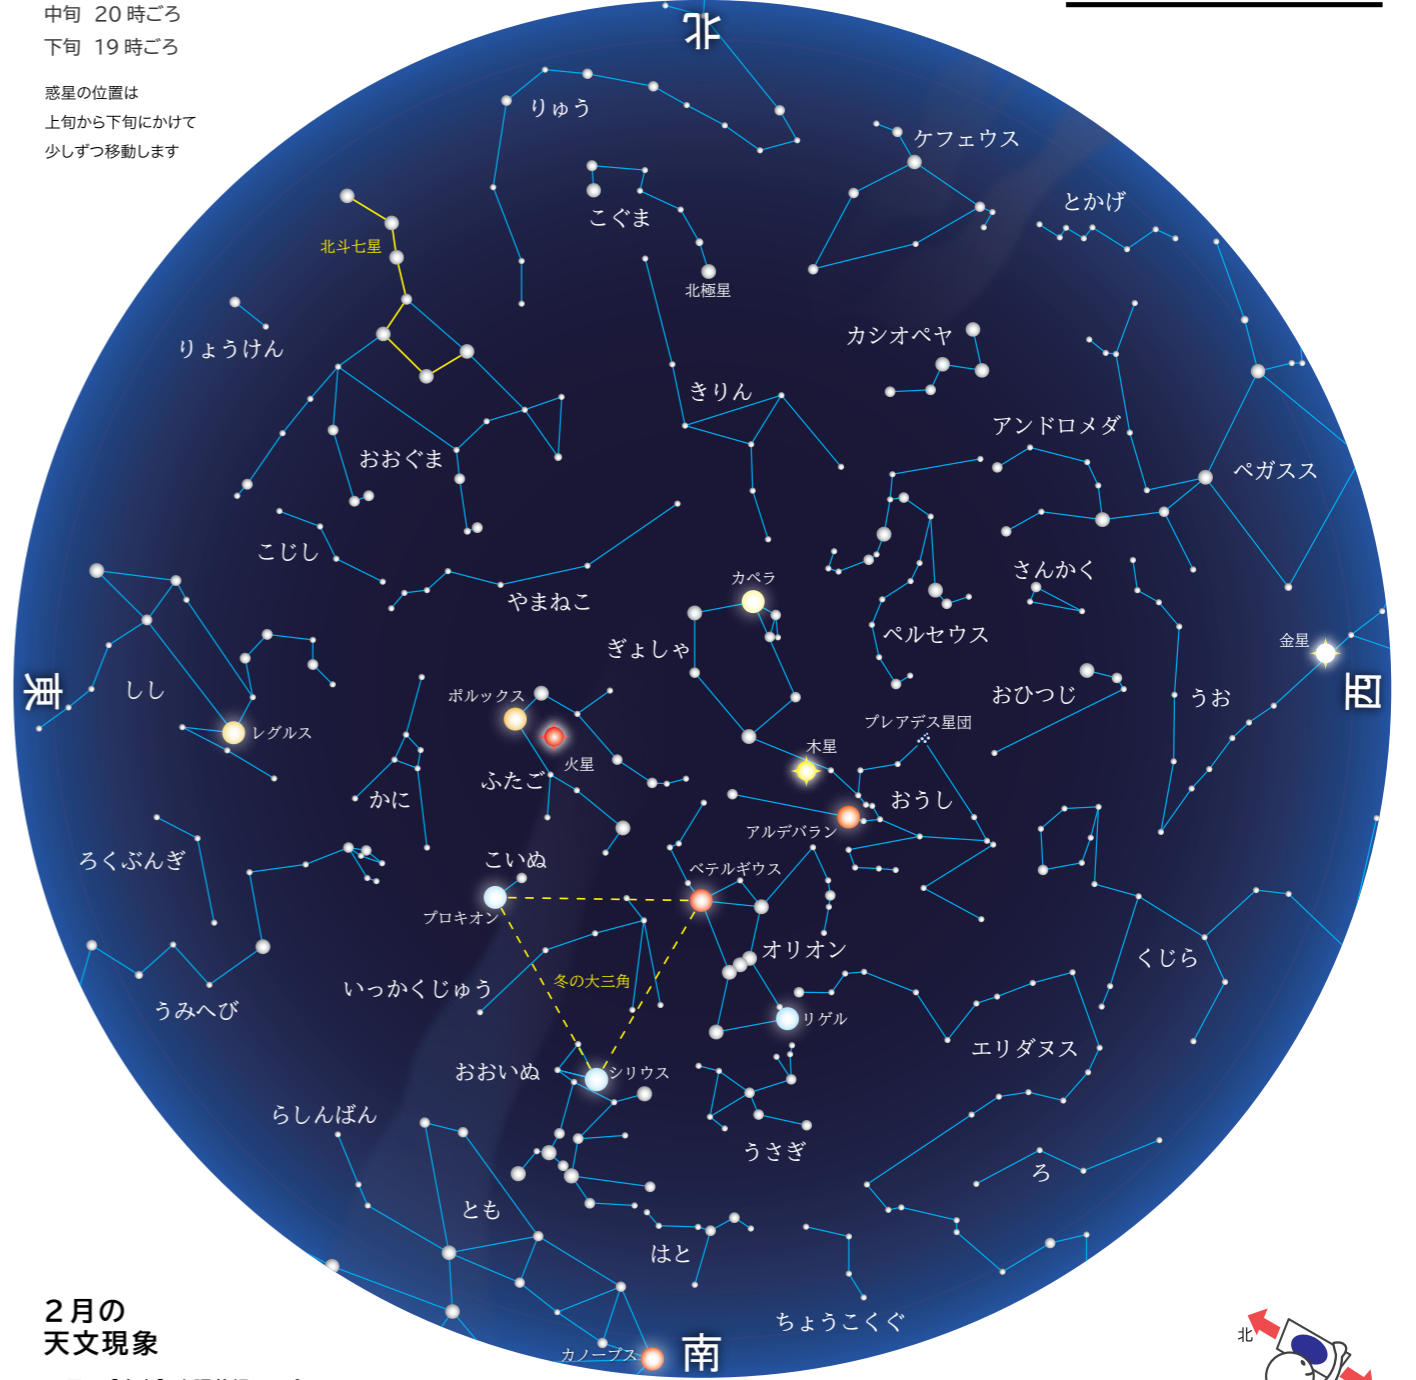 中旬 20時ごろ
下旬 19時ごろ
惑星の位置は
上旬から下旬にかけて
少しずつ移動します
北
りゅう
ケフェウス
とかげ
こぐま
北斗七星
北極星
りょうけん
カシオペヤ
きりん
アンドロメダ
おおぐま
ペガスス
こじし
さんかく
カペラ
やまねこ
ペルセウス
ぎょしゃ
金星
東
しし
ポルックス
おひつじ
うお
西
レグルス
プレアデス星団
火星
木星
ふたご
かに
おうし
アルデバラン
ろくぶんぎ
こいぬ
ベテルギウス
プロキオン
オリオン
くじら
冬の大三角
いっかくじゅう
うみへび
リゲル
エリダヌス
おおいぬ
シリウス
らしんばん
うさぎ
ろ
とも
はと
ちょうこくぐ
カノープス
南
2月の
天文現象
北